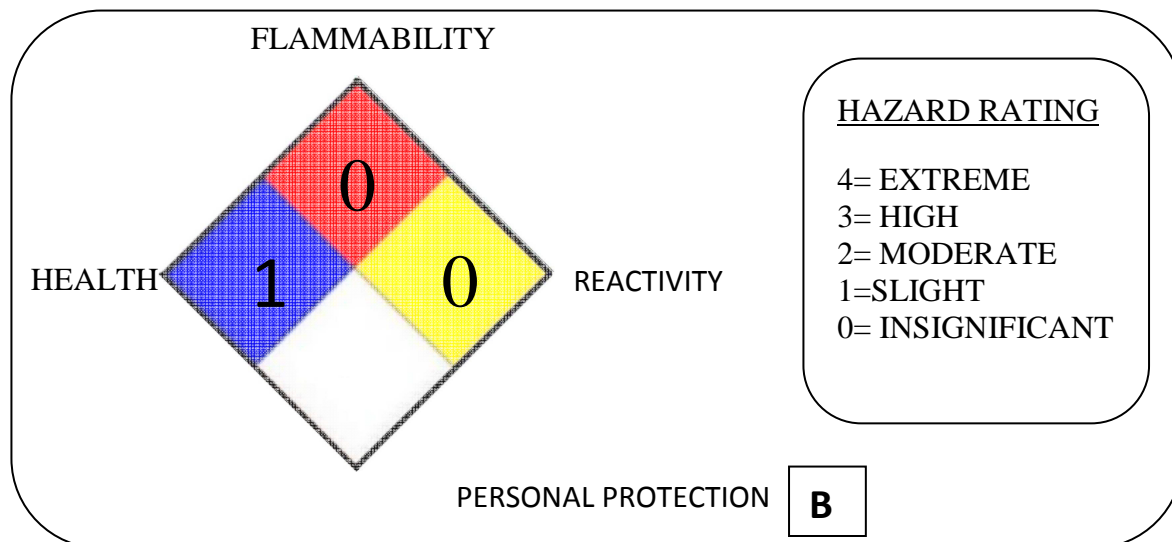 FLAMMABILITY
0
HEALTH
1
0
REACTIVITY
PERSONAL PROTECTION B
HAZARD RATING
4= EXTREME
3= HIGH
2= MODERATE
1=SLIGHT
0= INSIGNIFICANT